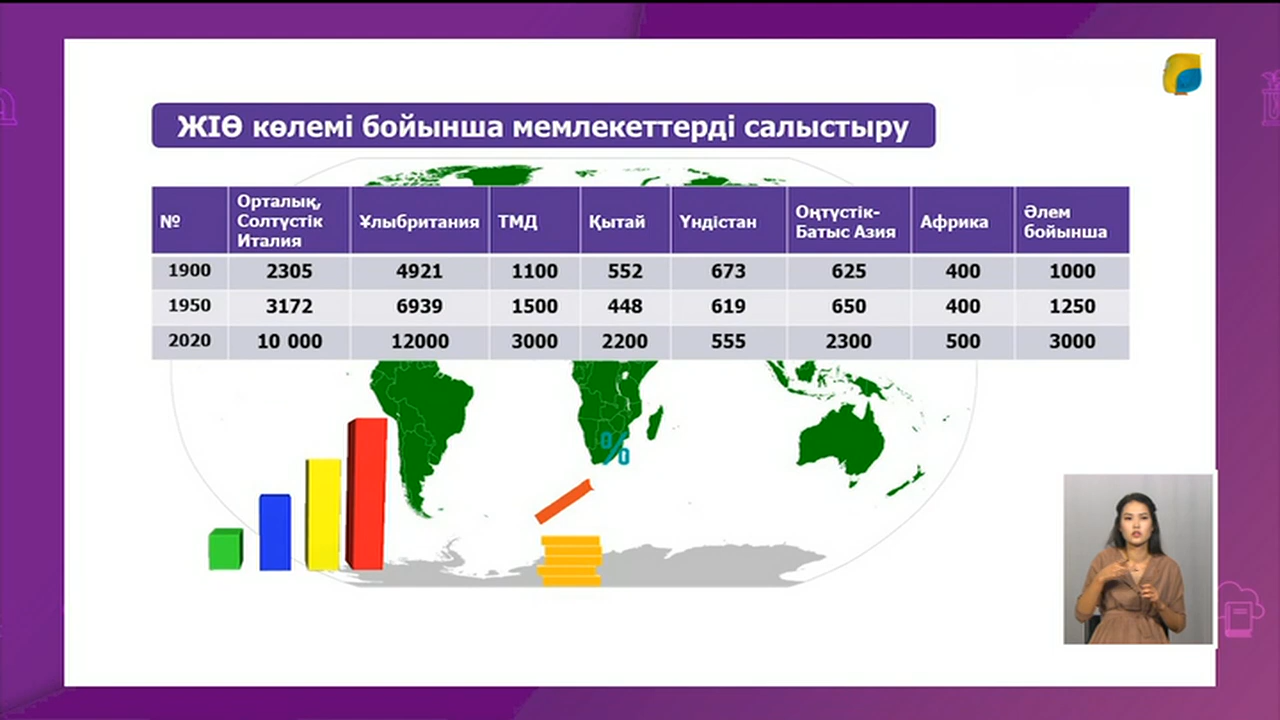 ЖІӨ көлемі бойынша мемлекеттерді салыстыру
№ Орталық, Солтүстік Италия Ұлыбритания ТМД Қытай Үндістан Оңтүстік-Батыс Азия Африка Әлем бойынша
1900 2305 4921 1100 552 673 625 400 1000
1950 3172 6939 1500 448 619 650 400 1250
2020 10 000 12000 3000 2200 555 2300 500 3000
%